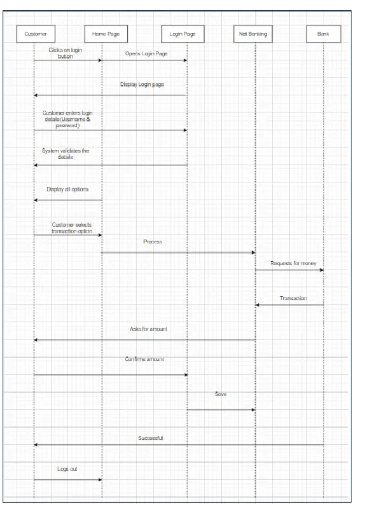 Customer
Home Page
Login Page
Net Banking
Bank
Clicks on login
button
Opens Login Page
Display Login page
Customer enters login
details(Username &
password)
System validates the
details
Display all options
Customer selects
transaction option
Process
Requests for money
Transaction
Asks for amount
Confirms amount
Save
Successful
Logs out